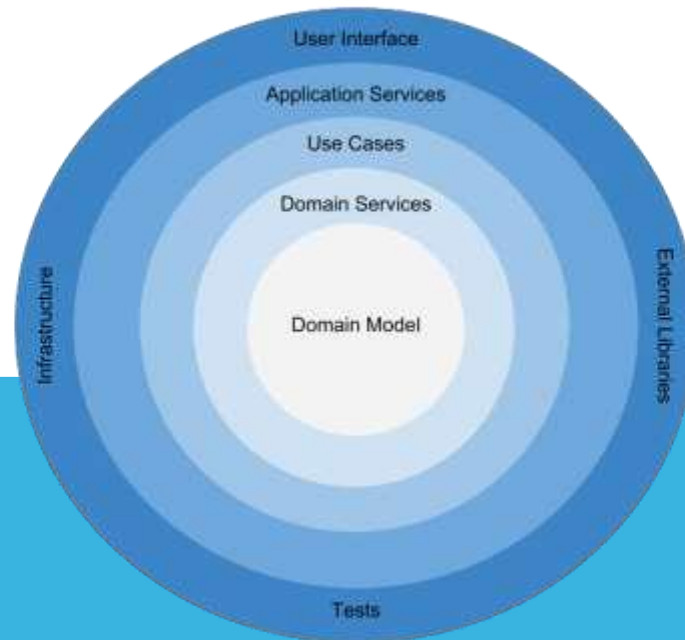 User Interface
Application Services
Use Cases
Domain Services
Domain Model
Infrastructure
External Libraries
Tests